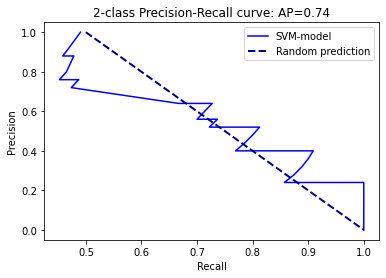 2-class Precision-Recall curve: AP=0.74
SVM-model
Random prediction
Precision
1.0
0.8
0.6
0.4
0.2
0.0
0.5 0.6 0.7 0.8 0.9 1.0
Recall